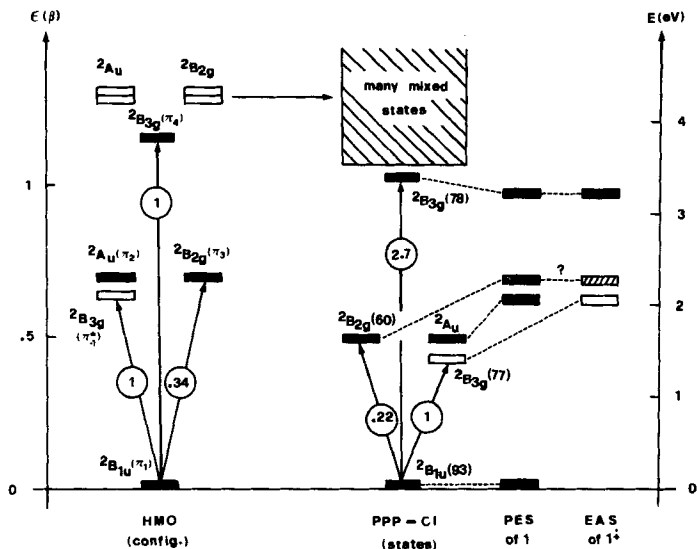 ϵ(β)
E(eV)
²Au
²B2g
many mixed
states
²B3g(π4)
4
1
²B3g(78)
1
3
²Au(π2)
²B2g(π3)
2.7
?
²B3g
(π*-1)
²B2g(60)
²Au
2
.5
²B3g(77)
1
.34
.22
1
1
²B1u(π1)
²B1u(93)
0
0
HMO
PPP – CI
PES
EAS
(config.)
(states)
of 1
of 1⁺